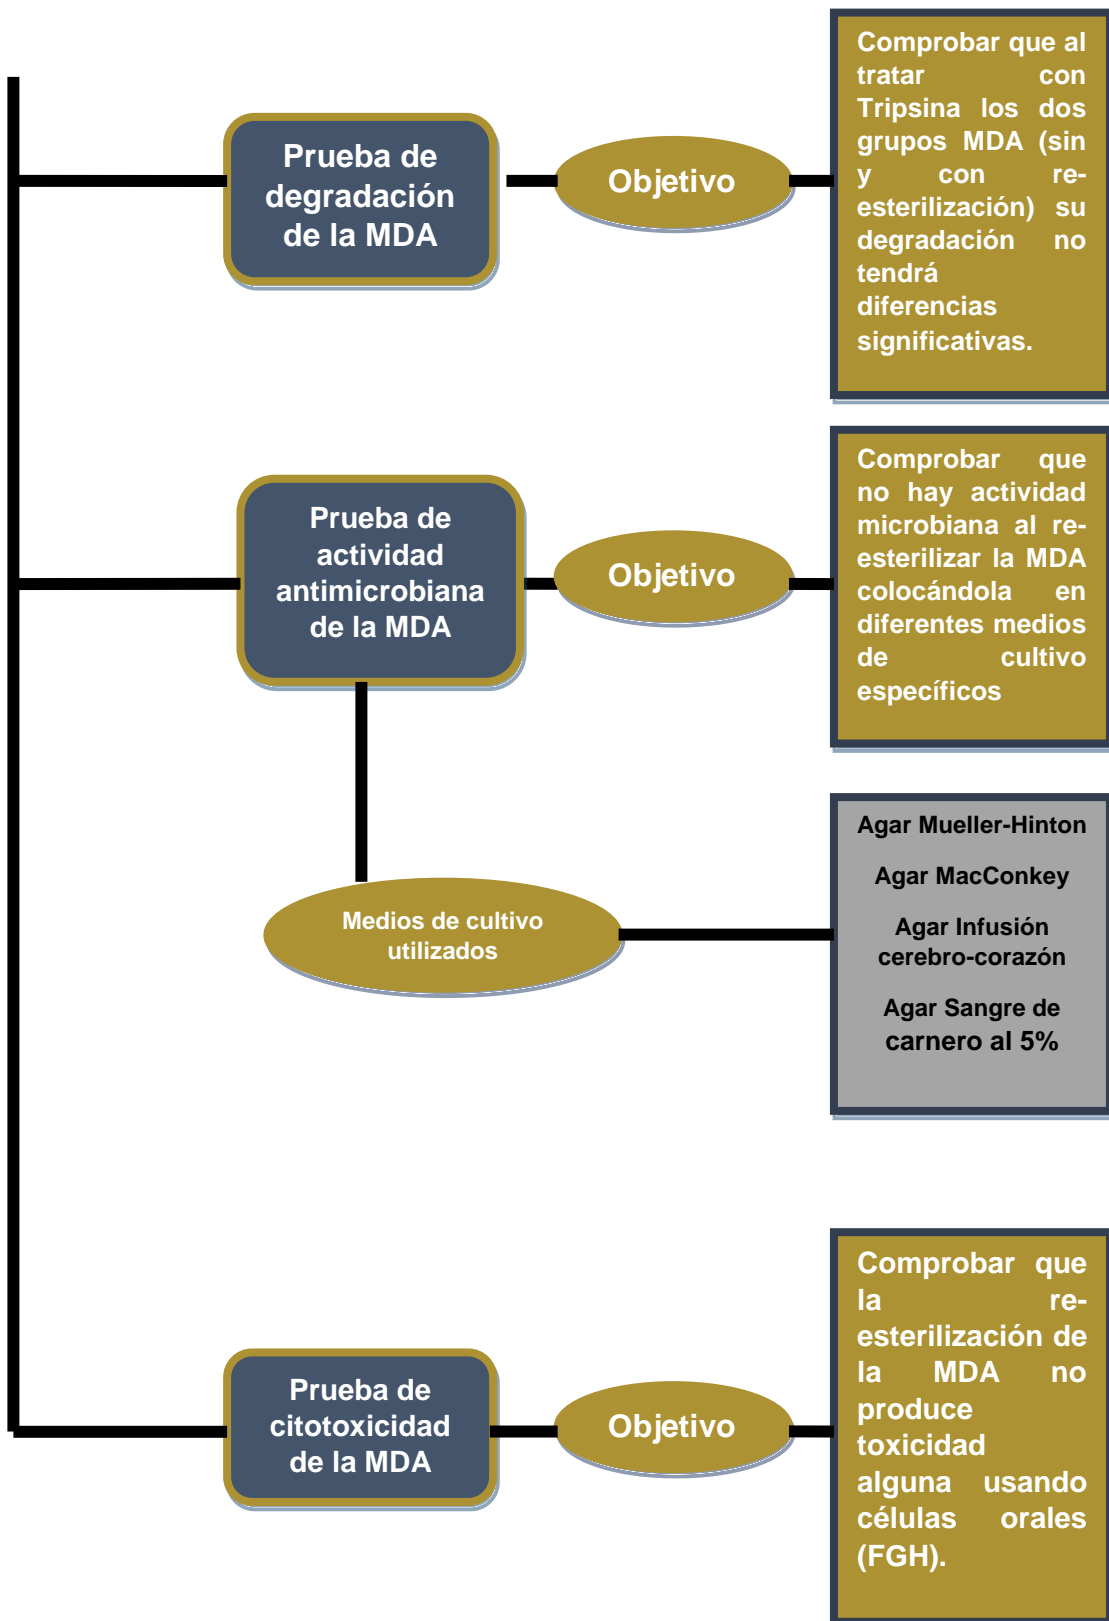 Prueba de
degradación
de la MDA
Objetivo
Comprobar que al
tratar con
Tripsina los dos
grupos MDA (sin
y con re-
esterilización) su
degradación no
tendrá
diferencias
significativas.
Prueba de
actividad
antimicrobiana
de la MDA
Objetivo
Comprobar que
no hay actividad
microbiana al re-
esterilizar la MDA
colocándola en
diferentes medios
de cultivo
específicos
Medios de cultivo
utilizados
Agar Mueller-Hinton
Agar MacConkey
Agar Infusión
cerebro-corazón
Agar Sangre de
carnero al 5%
Prueba de
citotoxicidad
de la MDA
Objetivo
Comprobar que
la re-
esterilización de
la MDA no
produce
toxicidad
alguna usando
células orales
(FGH).